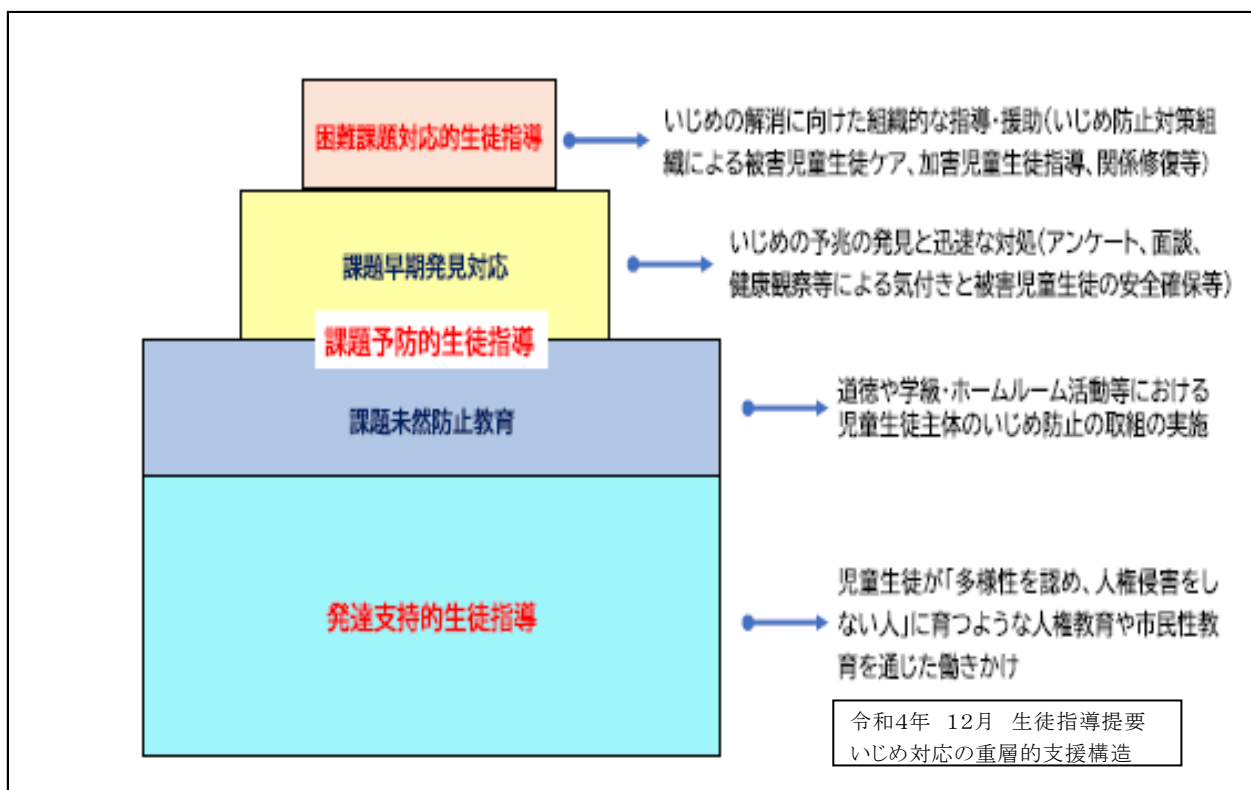 困難課題対応的生徒指導
いじめの解消に向けた組織的な指導・援助(いじめ防止対策組
織による被害児童生徒ケア、加害児童生徒指導、関係修復等)
課題早期発見対応
いじめの予兆の発見と迅速な対処(アンケート、面談、
健康観察等による気付きと被害児童生徒の安全確保等)
課題予防的生徒指導
課題未然防止教育
道徳や学級・ホームルーム活動等における
児童生徒主体のいじめ防止の取組の実施
発達支持的生徒指導
児童生徒が「多様性を認め、人権侵害をし
ない人」に育つような人権教育や市民性教
育を通じた働きかけ
令和4年 12月 生徒指導提要
いじめ対応の重層的支援構造